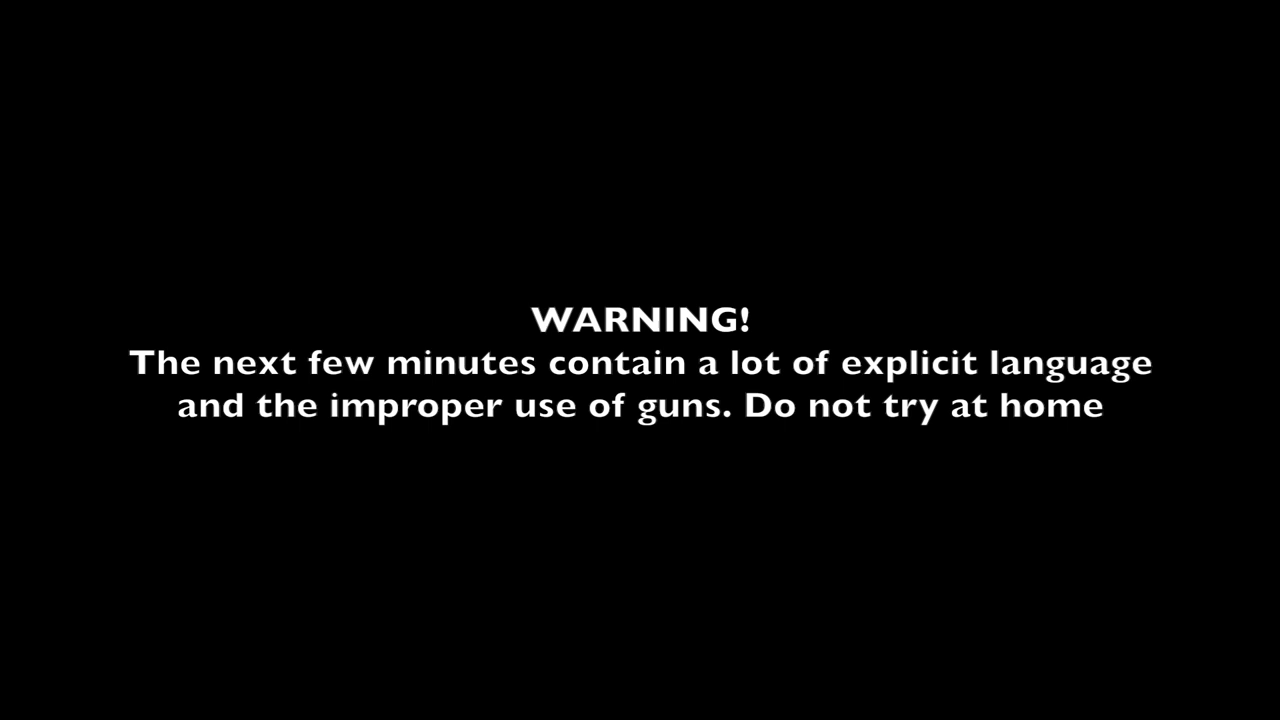 WARNING!
The next few minutes contain a lot of explicit language
and the improper use of guns. Do not try at home